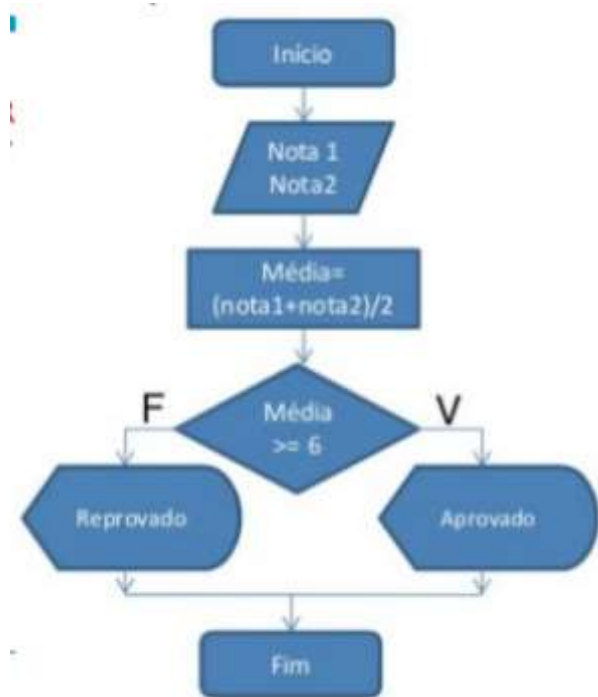 Início
Nota 1
Nota2
Média=
(nota1+nota2)/2
F
Média
>= 6
V
Reprovado
Aprovado
Fim